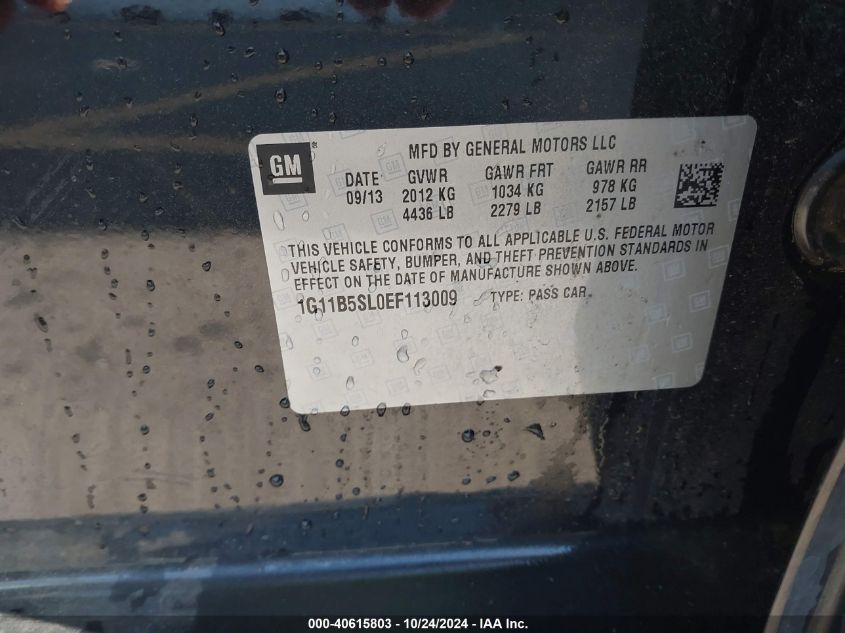 GM
MFD BY GENERAL MOTORS LLC
DATE GVWR GAWR FRT GAWR RR
09/13 2012 KG 1034 KG 978 KG
4436 LB 2279 LB 2157 LB
THIS VEHICLE CONFORMS TO ALL APPLICABLE U.S. FEDERAL MOTOR
VEHICLE SAFETY, BUMPER, AND THEFT PREVENTION STANDARDS IN
EFFECT ON THE DATE OF MANUFACTURE SHOWN ABOVE.
1G11B5SL0EF113009 TYPE: PASS CAR
000-40615803 - 10/24/2024 - IAA Inc.